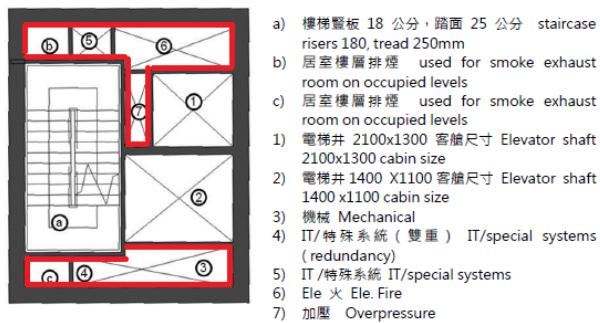 b
5
6
7
1
2
a
c
4
3
a) 樓梯豎板 18 公分，踏面 25 公分 staircase
risers 180, tread 250mm
b) 居室樓層排煙 used for smoke exhaust
room on occupied levels
c) 居室樓層排煙 used for smoke exhaust
room on occupied levels
1) 電梯井 2100x1300 客艙尺寸 Elevator shaft
2100x1300 cabin size
2) 電梯井 1400 X1100 客艙尺寸 Elevator shaft
1400 x1100 cabin size
3) 機械 Mechanical
4) IT/特殊系統（雙重） IT/special systems
(redundancy)
5) IT /特殊系統 IT/special systems
6) Ele 火 Ele. Fire
7) 加壓 Overpressure